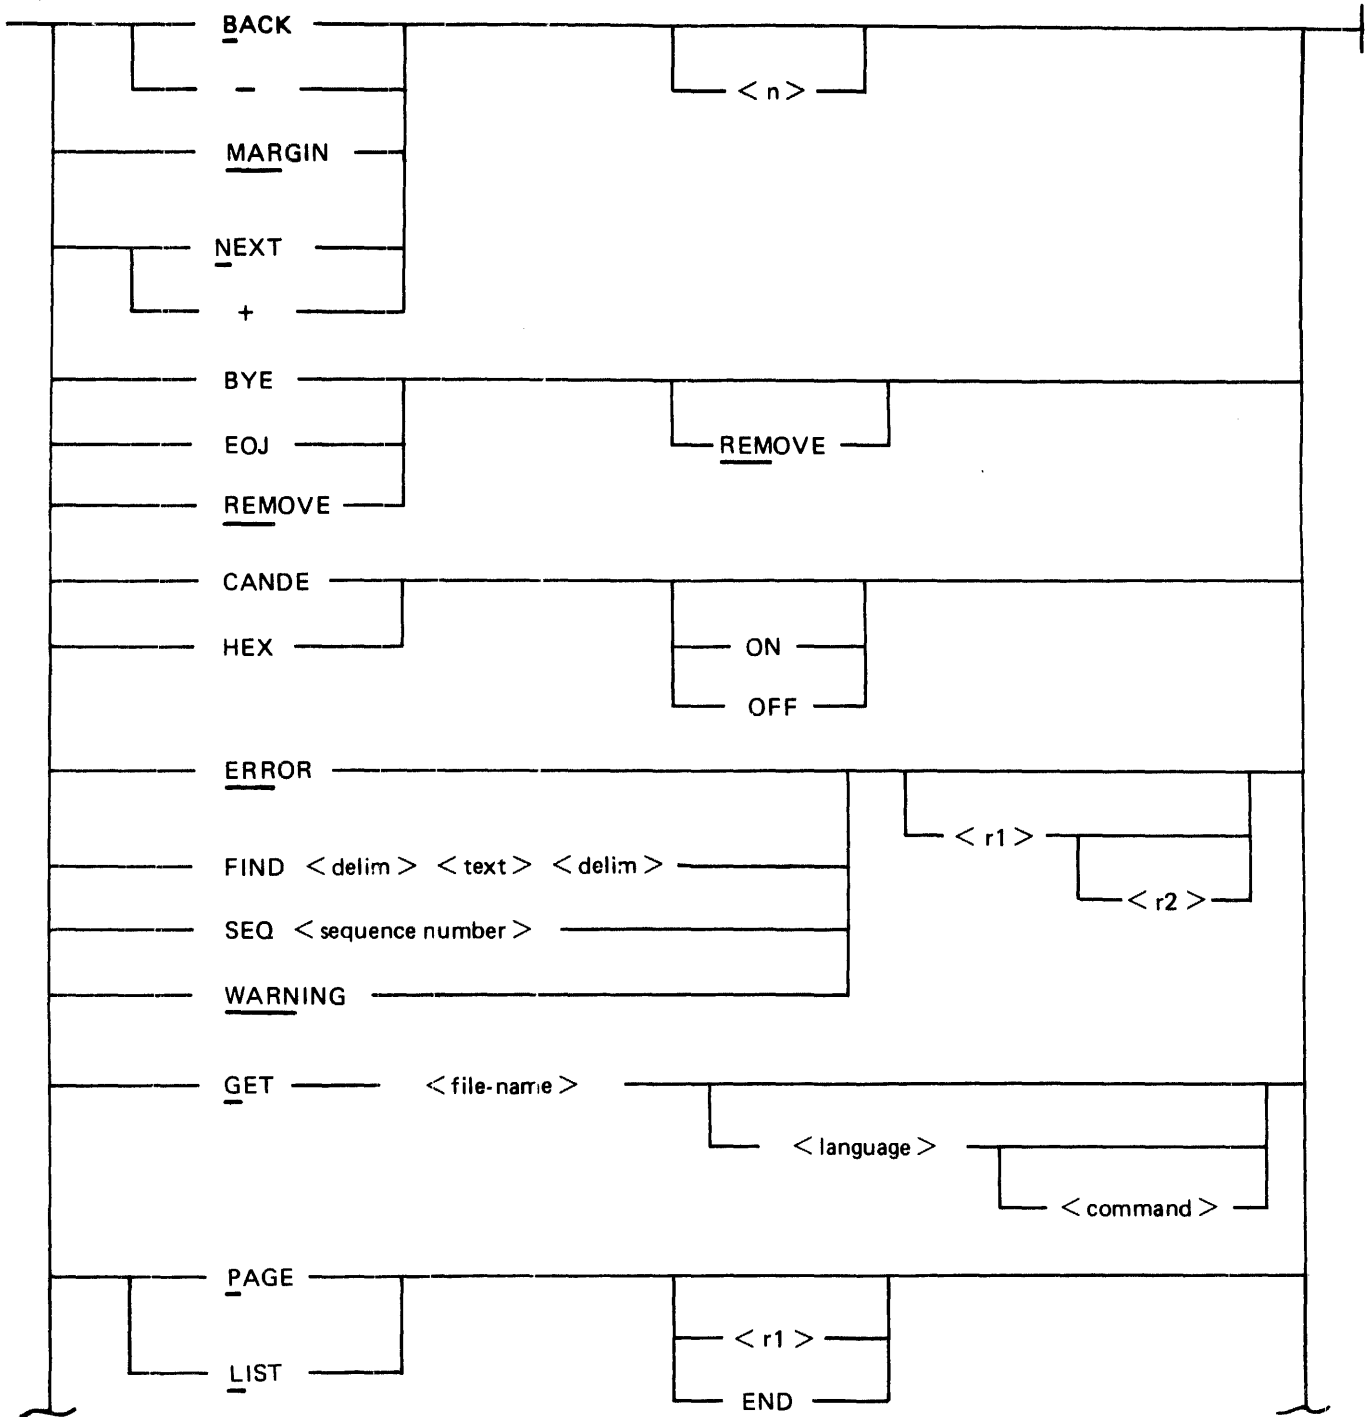 BACK
-
< n >
MARGIN
NEXT
+
BYE
EOJ
REMOVE
REMOVE
CANDE
HEX
ON
OFF
ERROR
< r1 >
FIND < delim > < text > < delim >
< r2 >
SEQ < sequence number >
WARNING
GET < file-name >
< language >
< command >
PAGE
< r1 >
LIST
END